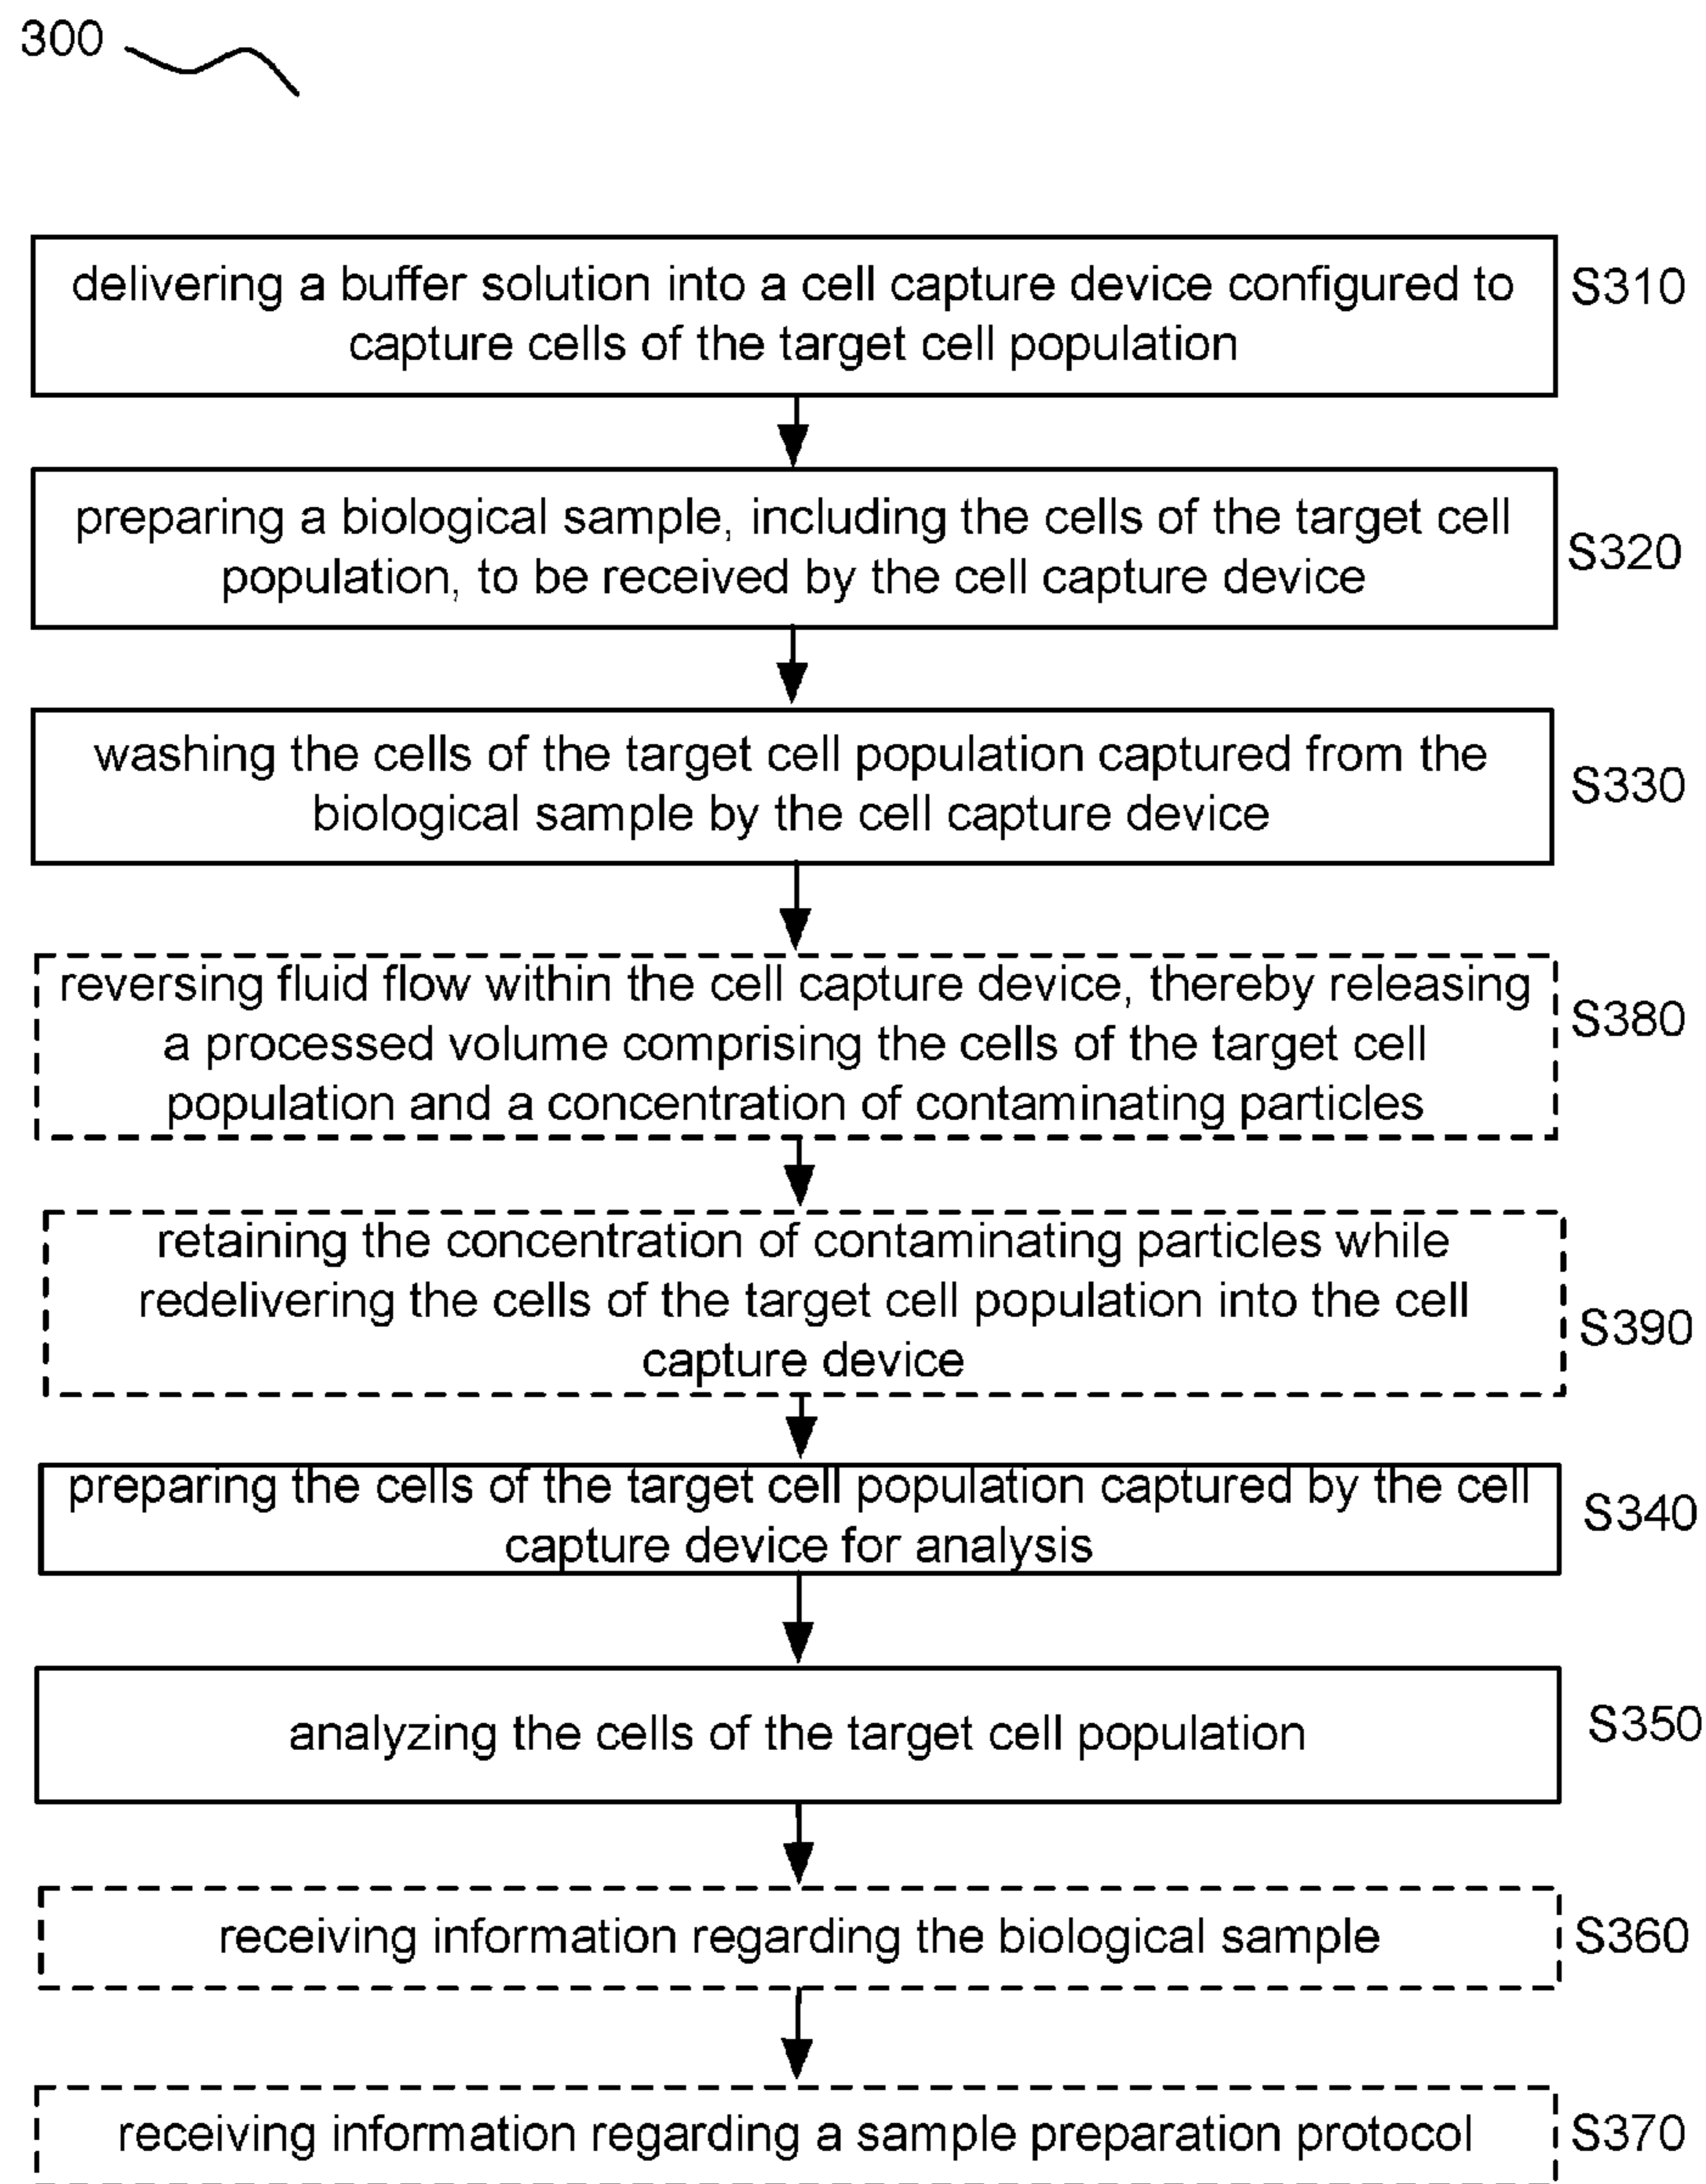 300
delivering a buffer solution into a cell capture device configured to
capture cells of the target cell population
S310
preparing a biological sample, including the cells of the target cell
population, to be received by the cell capture device
S320
washing the cells of the target cell population captured from the
biological sample by the cell capture device
S330
reversing fluid flow within the cell capture device, thereby releasing
a processed volume comprising the cells of the target cell
population and a concentration of contaminating particles
S380
retaining the concentration of contaminating particles while
redelivering the cells of the target cell population into the cell
capture device
S390
preparing the cells of the target cell population captured by the cell
capture device for analysis
S340
analyzing the cells of the target cell population
S350
receiving information regarding the biological sample
S360
receiving information regarding a sample preparation protocol
S370